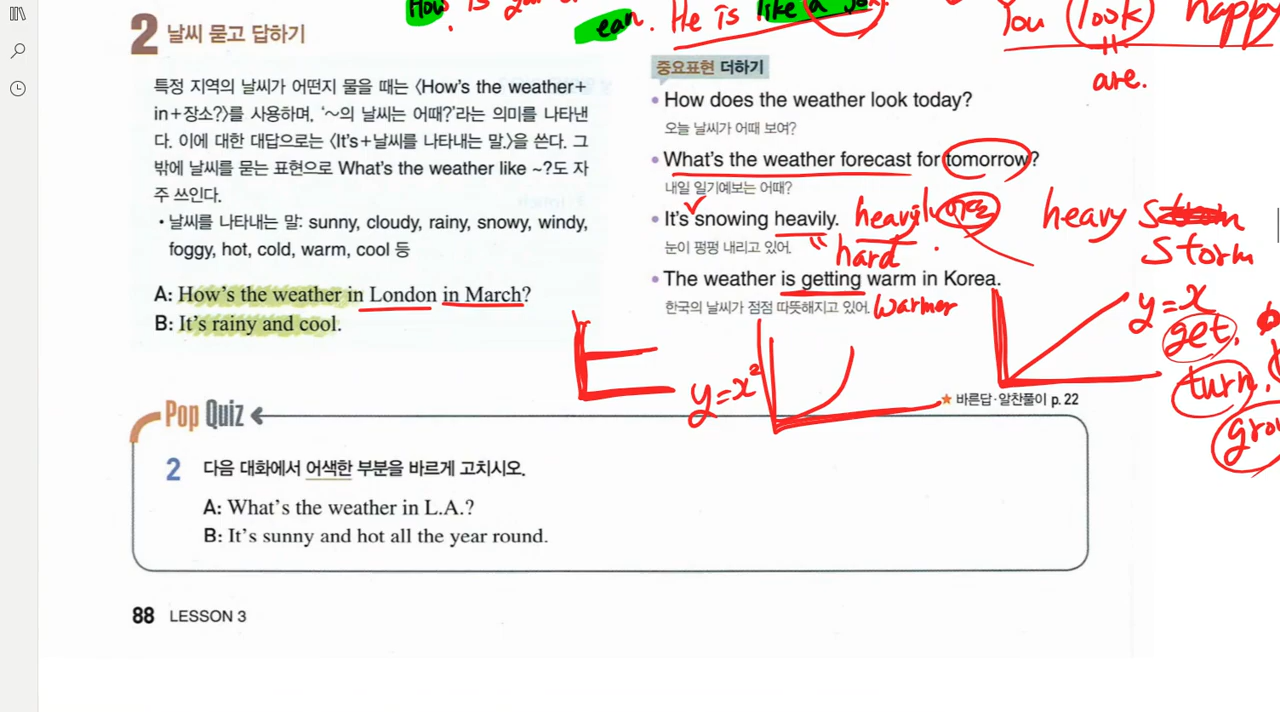 How is
ean. He is like a
You look happy
are.
2 날씨 묻고 답하기
특정 지역의 날씨가 어떤지 물을 때는 〈How's the weather+
in+장소?〉를 사용하며, '~의 날씨는 어때?'라는 의미를 나타낸
다. 이에 대한 대답으로는 〈It's+날씨를 나타내는 말.〉을 쓴다. 그
밖에 날씨를 묻는 표현으로 What's the weather like ~?도 자
주 쓰인다.
• 날씨를 나타내는 말: sunny, cloudy, rainy, snowy, windy,
foggy, hot, cold, warm, cool 등
A: How's the weather in London in March?
B: It's rainy and cool.
중요표현 더하기
• How does the weather look today?
오늘 날씨가 어때 보여?
• What's the weather forecast for tomorrow?
내일 일기예보는 어때?
• It's snowing heavily. heavily heavy
Storm
눈이 펑펑 내리고 있어. hard
• The weather is getting warm in Korea.
한국의 날씨가 점점 따뜻해지고 있어. warmer
y=x
get.
turn.
y=x²
★ 바른답·알찬풀이 p. 22
Pop Quiz
2 다음 대화에서 어색한 부분을 바르게 고치시오.
A: What's the weather in L.A.?
B: It's sunny and hot all the year round.
88 LESSON 3